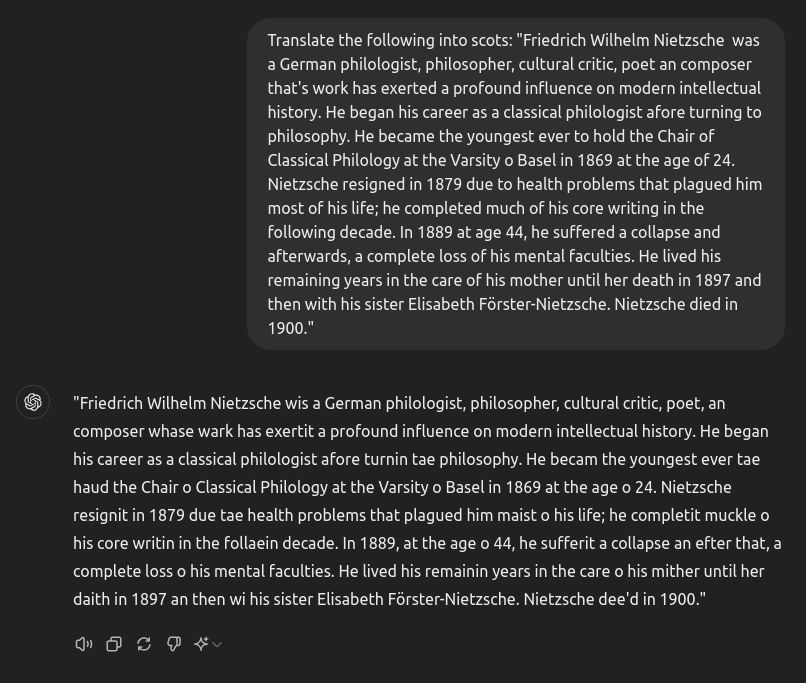 Translate the following into scots: "Friedrich Wilhelm Nietzsche  was
a German philologist, philosopher, cultural critic, poet an composer
that's work has exerted a profound influence on modern intellectual
history. He began his career as a classical philologist afore turning to
philosophy. He became the youngest ever to hold the Chair of
Classical Philology at the Varsity o Basel in 1869 at the age of 24.
Nietzsche resigned in 1879 due to health problems that plagued him
most of his life; he completed much of his core writing in the
following decade. In 1889 at age 44, he suffered a collapse and
afterwards, a complete loss of his mental faculties. He lived his
remaining years in the care of his mother until her death in 1897 and
then with his sister Elisabeth Förster-Nietzsche. Nietzsche died in
1900."
"Friedrich Wilhelm Nietzsche wis a German philologist, philosopher, cultural critic, poet, an
composer whase wark has exertit a profound influence on modern intellectual history. He began
his career as a classical philologist afore turnin tae philosophy. He becam the youngest ever tae
haud the Chair o Classical Philology at the Varsity o Basel in 1869 at the age o 24. Nietzsche
resignit in 1879 due tae health problems that plagued him maist o his life; he completit muckle o
his core writin in the follaein decade. In 1889, at the age o 44, he sufferit a collapse an efter that, a
complete loss o his mental faculties. He lived his remainin years in the care o his mither until her
daith in 1897 an then wi his sister Elisabeth Förster-Nietzsche. Nietzsche dee'd in 1900."